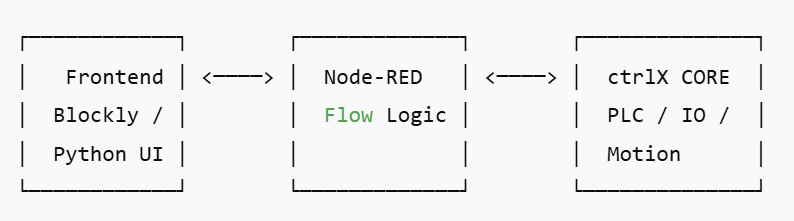 Frontend <────> Node-RED <────> ctrlX CORE
Blockly / Flow Logic PLC / IO /
Python UI Motion